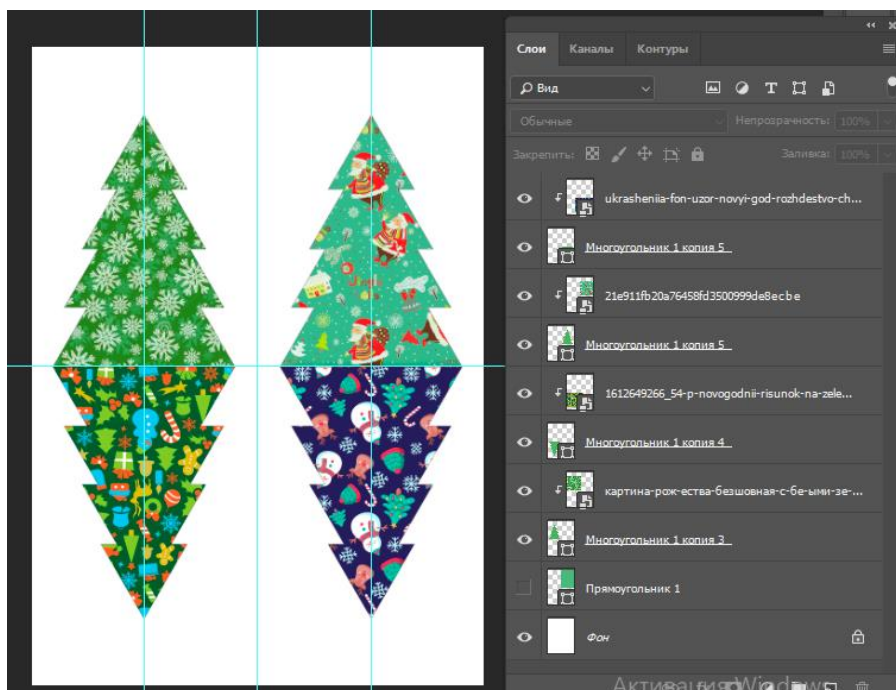 Слои Каналы Контуры
Вид
Обычные Непрозрачность: 100%
Закрепить: Заливка: 100%
ukrasheniia-fon-uzor-novyi-god-rozhdestvo-ch...
Многоугольник 1 копия 5
21e911fb20a76458fd3500999de8ecbe
Многоугольник 1 копия 5
1612649266_54-p-novogodnii-risunok-na-zele...
Многоугольник 1 копия 4
картина-рож-ества-безшовная-с-бе-ыми-зе-...
Многоугольник 1 копия 3
Прямоугольник 1
Фон
Активация Windows